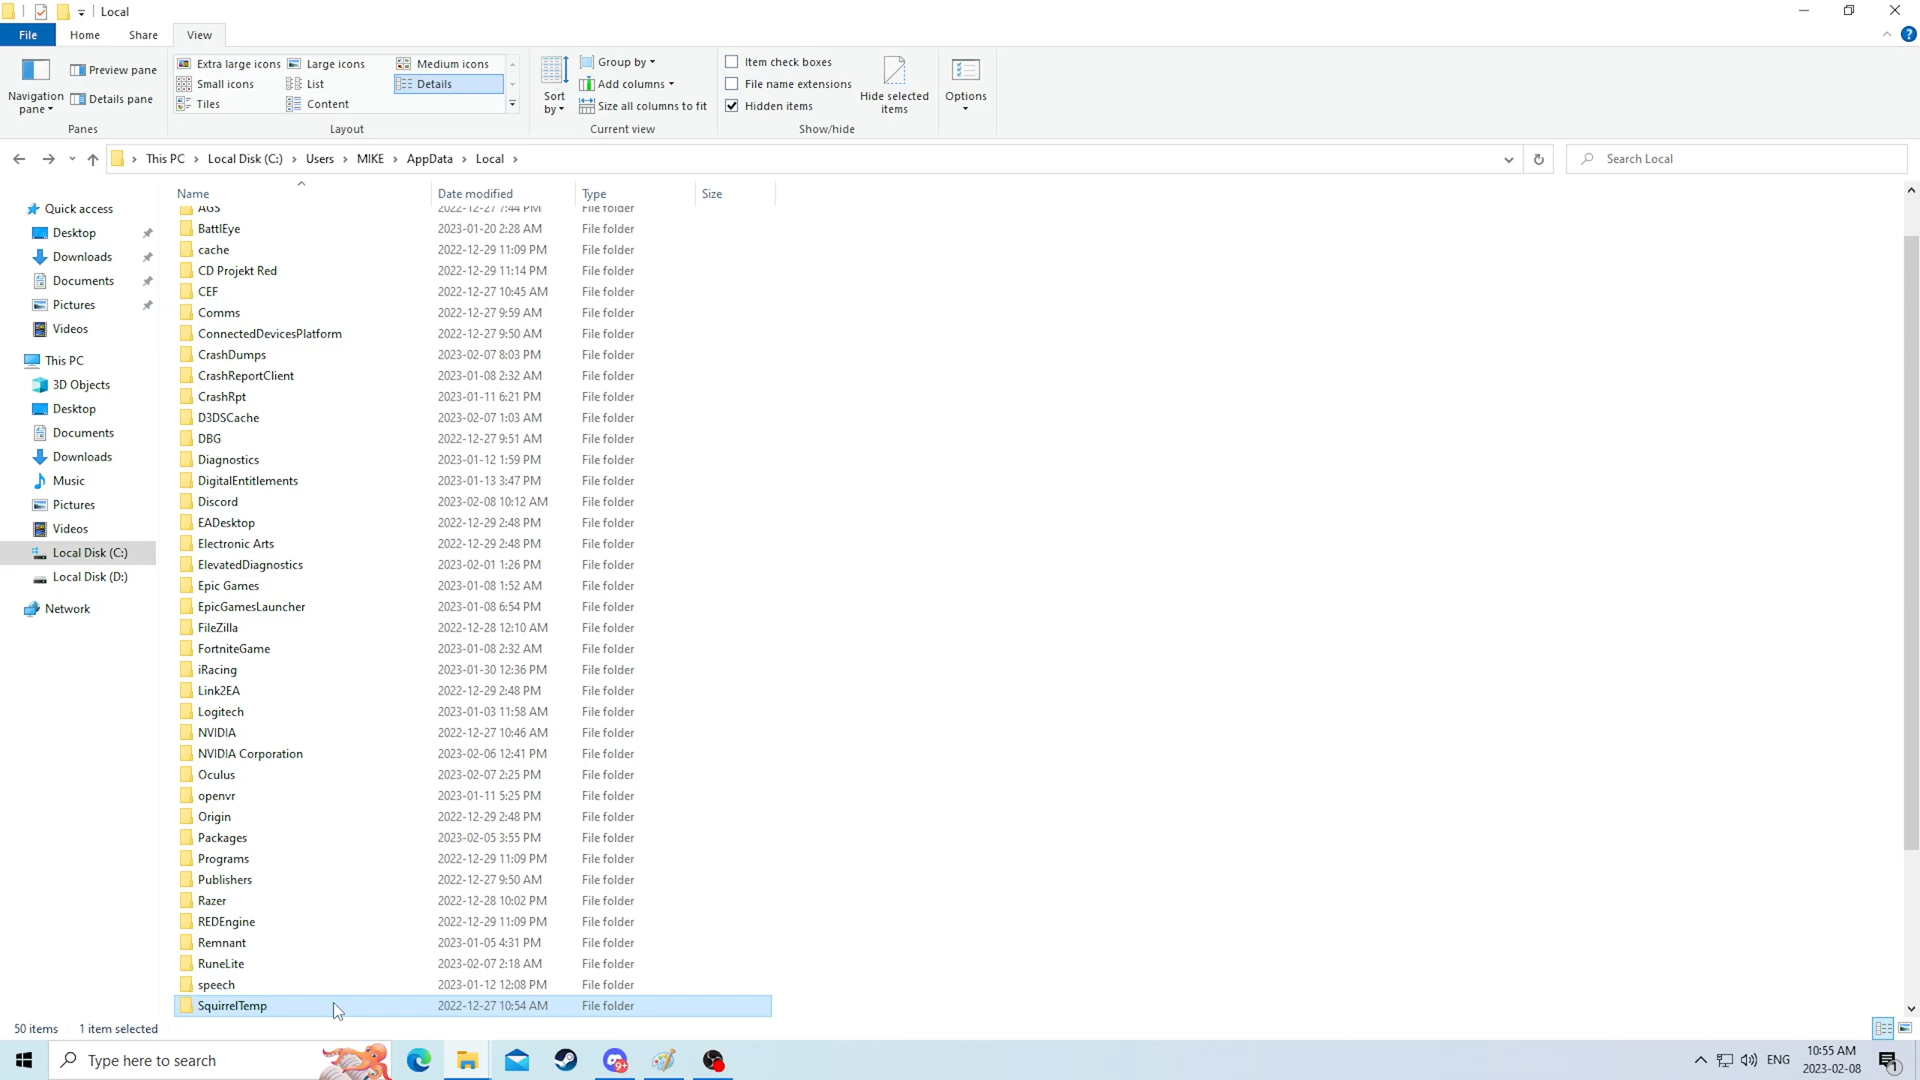 Local
File Home Share View
Navigation pane
Preview pane
Details pane
Panes
Extra large icons Large icons Medium icons
Small icons List Details
Tiles Content
Layout
Sort by
Group by
Add columns
Size all columns to fit
Current view
Item check boxes
File name extensions
Hidden items
Hide selected items
Show/hide
Options
This PC Local Disk (C:) Users MIKE AppData Local
Search Local
Quick access
Desktop
Downloads
Documents
Pictures
Videos
This PC
3D Objects
Desktop
Documents
Downloads
Music
Pictures
Videos
Local Disk (C:)
Local Disk (D:)
Network
Name Date modified Type Size
AGS 2022-12-27 7:44 PM File folder
BattlEye 2023-01-20 2:28 AM File folder
cache 2022-12-29 11:09 PM File folder
CD Projekt Red 2022-12-29 11:14 PM File folder
CEF 2022-12-27 10:45 AM File folder
Comms 2022-12-27 9:59 AM File folder
ConnectedDevicesPlatform 2022-12-27 9:50 AM File folder
CrashDumps 2023-02-07 8:03 PM File folder
CrashReportClient 2023-01-08 2:32 AM File folder
CrashRpt 2023-01-11 6:21 PM File folder
D3DSCache 2023-02-07 1:03 AM File folder
DBG 2022-12-27 9:51 AM File folder
Diagnostics 2023-01-12 1:59 PM File folder
DigitalEntitlements 2023-01-13 3:47 PM File folder
Discord 2023-02-08 10:12 AM File folder
EADesktop 2022-12-29 2:48 PM File folder
Electronic Arts 2022-12-29 2:48 PM File folder
ElevatedDiagnostics 2023-02-01 1:26 PM File folder
Epic Games 2023-01-08 1:52 AM File folder
EpicGamesLauncher 2023-01-08 6:54 PM File folder
FileZilla 2022-12-28 12:10 AM File folder
FortniteGame 2023-01-08 2:32 AM File folder
iRacing 2023-01-30 12:36 PM File folder
Link2EA 2022-12-29 2:48 PM File folder
Logitech 2023-01-03 11:58 AM File folder
NVIDIA 2022-12-27 10:46 AM File folder
NVIDIA Corporation 2023-02-06 12:41 PM File folder
Oculus 2023-02-07 2:25 PM File folder
openvr 2023-01-11 5:25 PM File folder
Origin 2022-12-29 2:48 PM File folder
Packages 2023-02-05 3:55 PM File folder
Programs 2022-12-29 11:09 PM File folder
Publishers 2022-12-27 9:50 AM File folder
Razer 2022-12-28 10:02 PM File folder
REDEngine 2022-12-29 11:09 PM File folder
Remnant 2023-01-05 4:31 PM File folder
RuneLite 2023-02-07 2:18 AM File folder
speech 2023-01-12 12:08 PM File folder
SquirrelTemp 2022-12-27 10:54 AM File folder
50 items 1 item selected
Type here to search
ENG
10:55 AM
2023-02-08
1